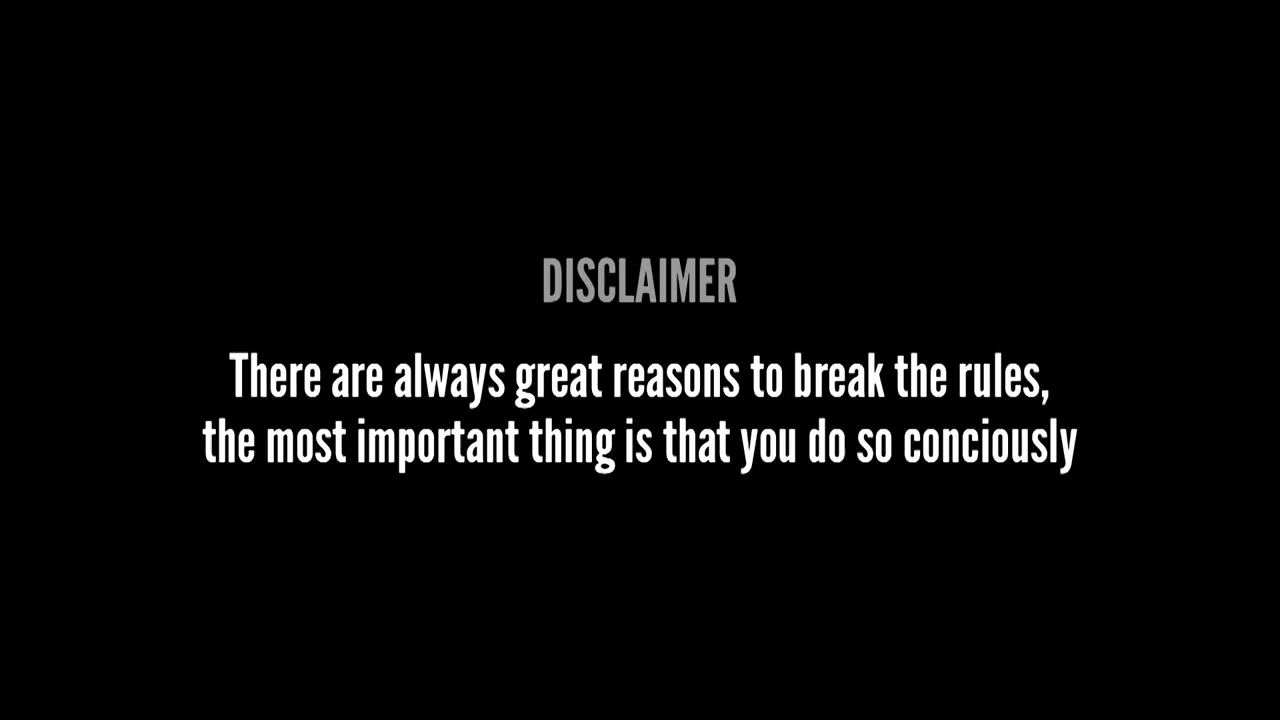 DISCLAIMER
There are always great reasons to break the rules,
the most important thing is that you do so conciously